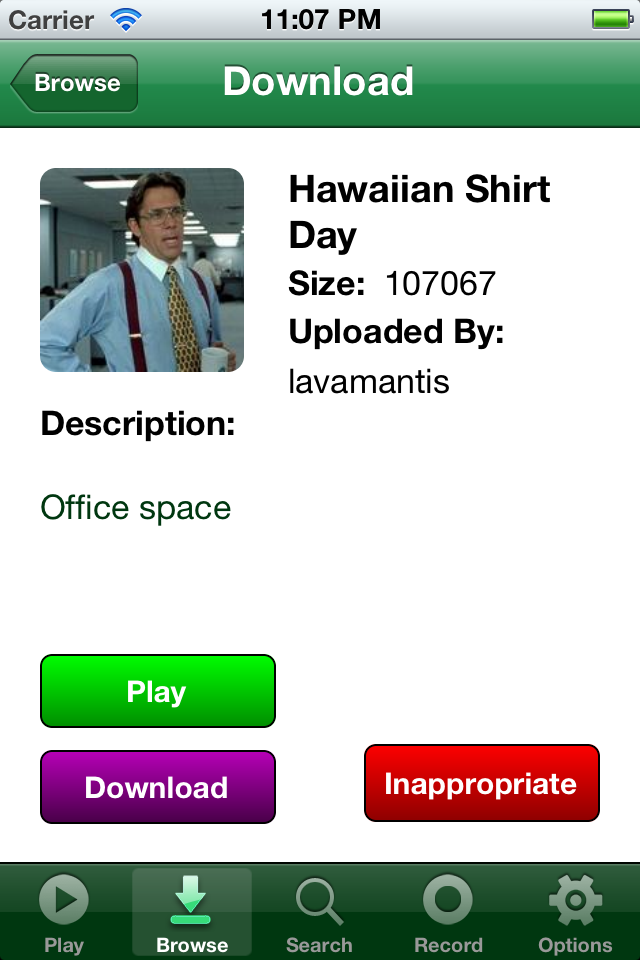 Carrier 11:07 PM
Browse Download
Hawaiian Shirt
Day
Size: 107067
Uploaded By:
lavamantis
Description:
Office space
Play
Download
Inappropriate
Play Browse Search Record Options